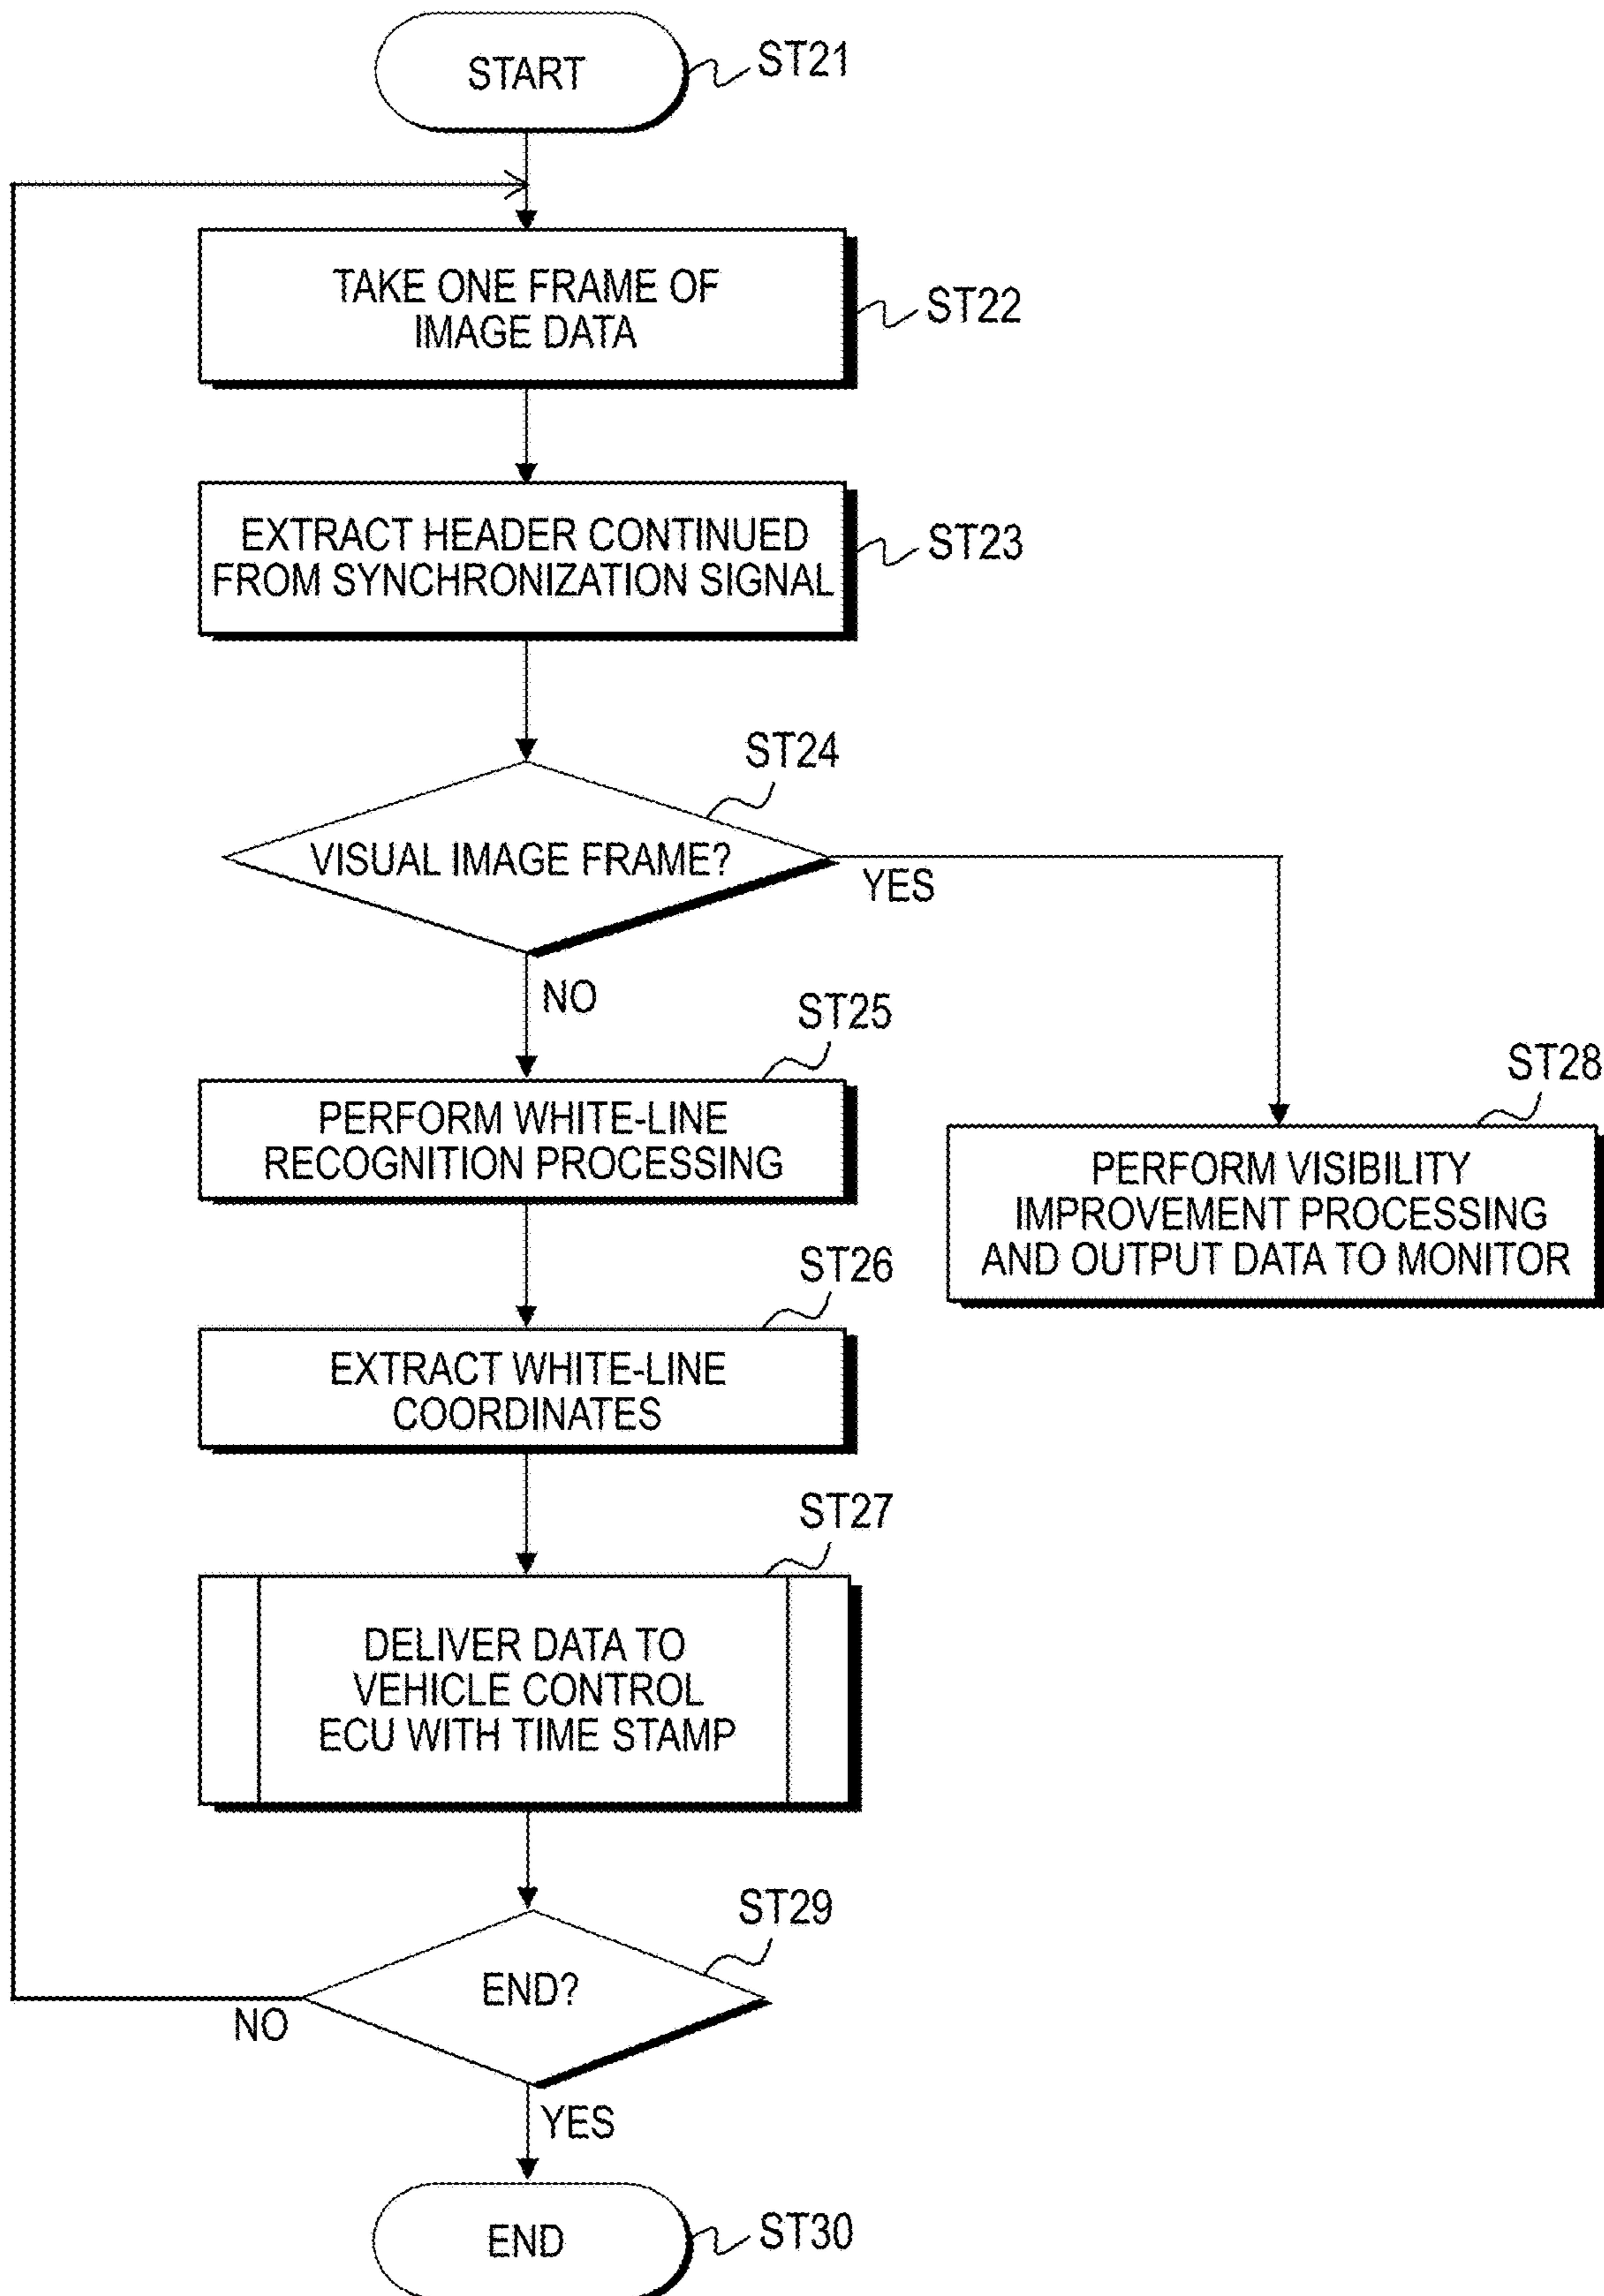 START
ST21
TAKE ONE FRAME OF
IMAGE DATA
ST22
EXTRACT HEADER CONTINUED
FROM SYNCHRONIZATION SIGNAL
ST23
ST24
VISUAL IMAGE FRAME?
YES
NO
ST25
PERFORM WHITE-LINE
RECOGNITION PROCESSING
ST28
PERFORM VISIBILITY
IMPROVEMENT PROCESSING
AND OUTPUT DATA TO MONITOR
ST26
EXTRACT WHITE-LINE
COORDINATES
ST27
DELIVER DATA TO
VEHICLE CONTROL
ECU WITH TIME STAMP
ST29
END?
NO
YES
END
ST30